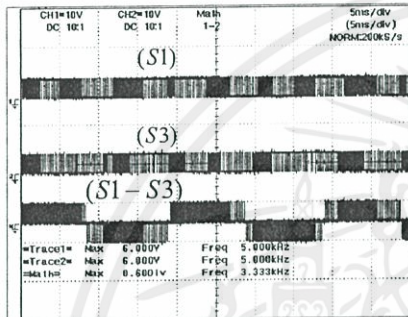 CH1=10V CH2=10V Math 5ms/div
DC 10:1 DC 10:1 1-2 (5ms/div)
NORM:200kS/s
(S1)
(S3)
(S1−S3)
=Trace1= Max 6.000V Freq 5.000kHz
=Trace2= Max 6.000V Freq 5.000kHz
=Math= Max Freq 3.333kHz